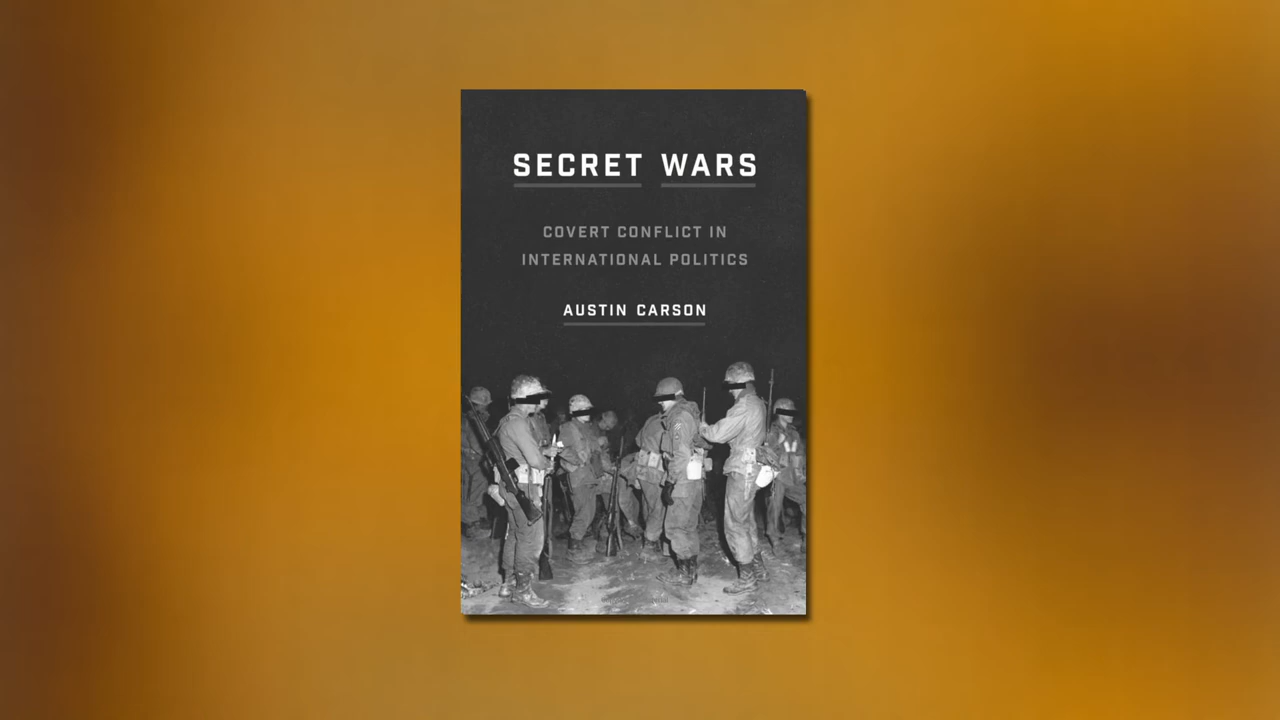 SECRET WARS
COVERT CONFLICT IN
INTERNATIONAL POLITICS
AUSTIN CARSON